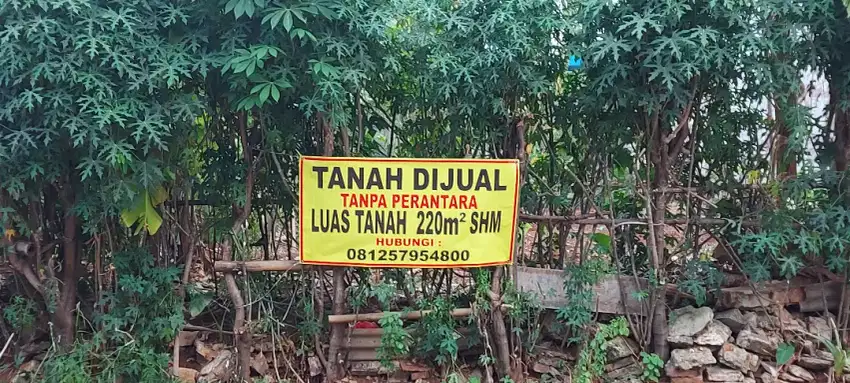 TANAH DIJUAL
TANPA PERANTARA
LUAS TANAH 220m² SHM
HUBUNGI :
081257954800